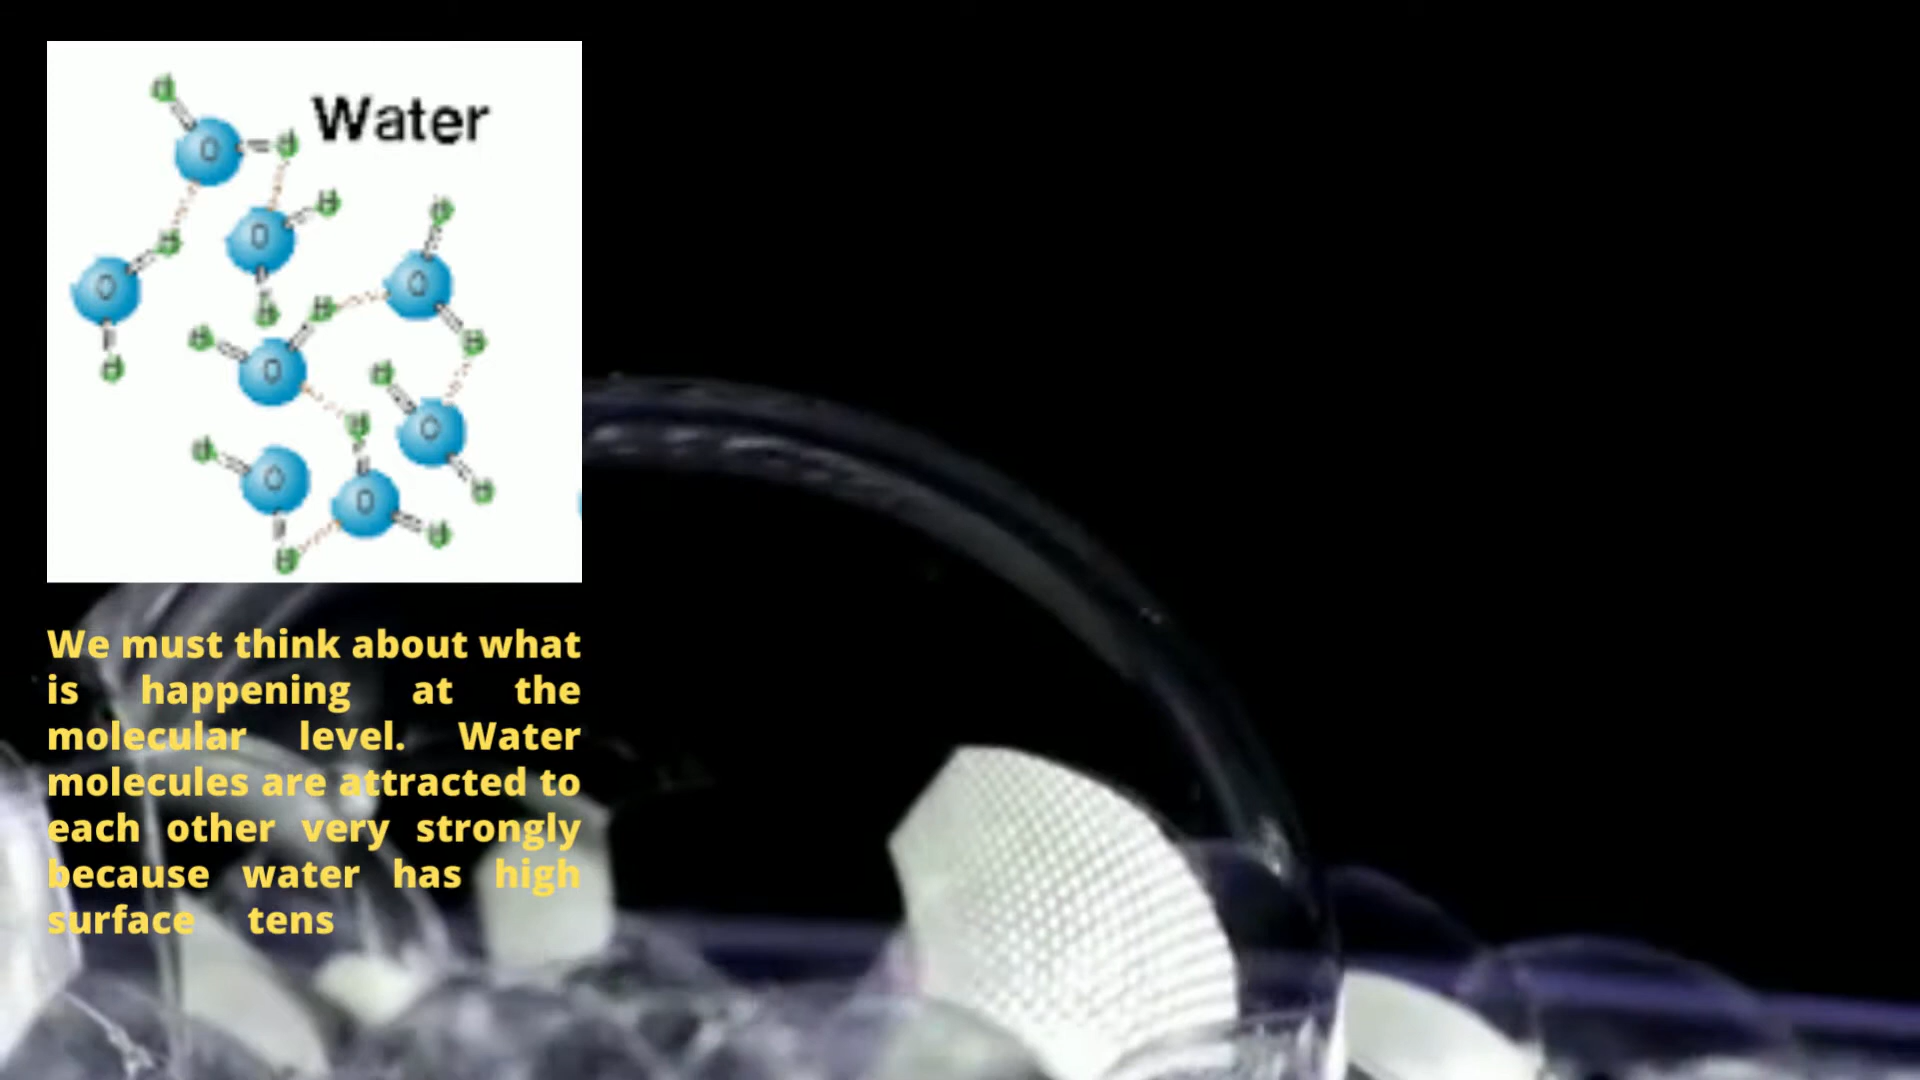 Water
We must think about what
is happening at the
molecular level. Water
molecules are attracted to
each other very strongly
because water has high
surface tens